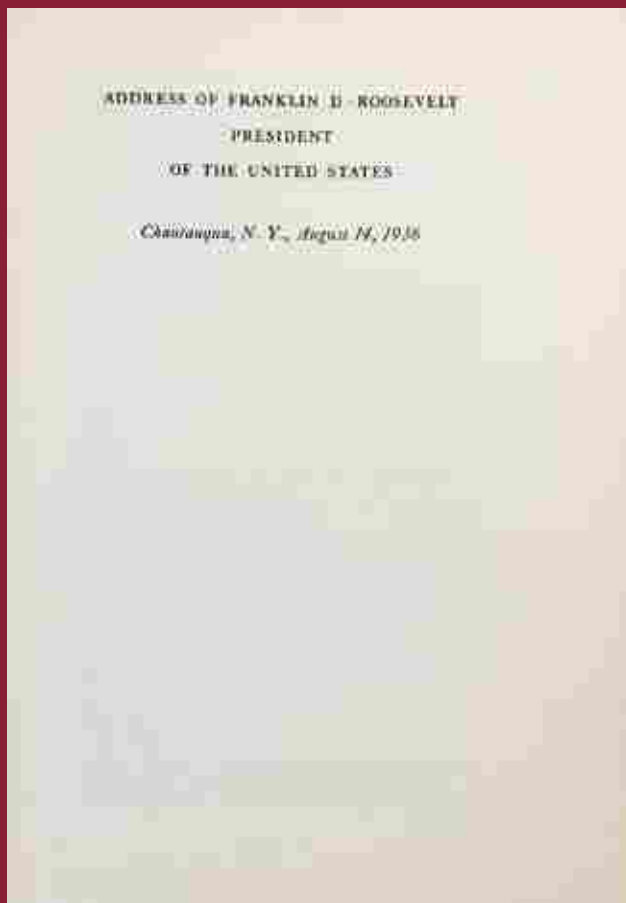 ADDRESS OF FRANKLIN D. ROOSEVELT
PRESIDENT
OF THE UNITED STATES
Chautauqua, N. Y., August 14, 1936